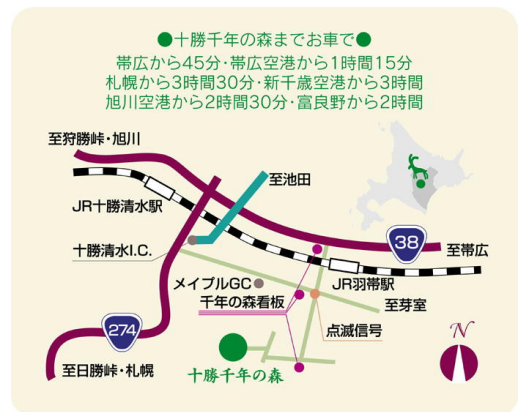 ●十勝千年の森までお車で●
帯広から45分・帯広空港から1時間15分
札幌から3時間30分・新千歳空港から3時間
旭川空港から2時間30分・富良野から2時間
至狩勝峠・旭川
至池田
JR十勝清水駅
十勝清水I.C.
38
至帯広
メイプルGC
JR羽帯駅
千年の森看板
至芽室
274
点滅信号
N
至日勝峠・札幌
十勝千年の森